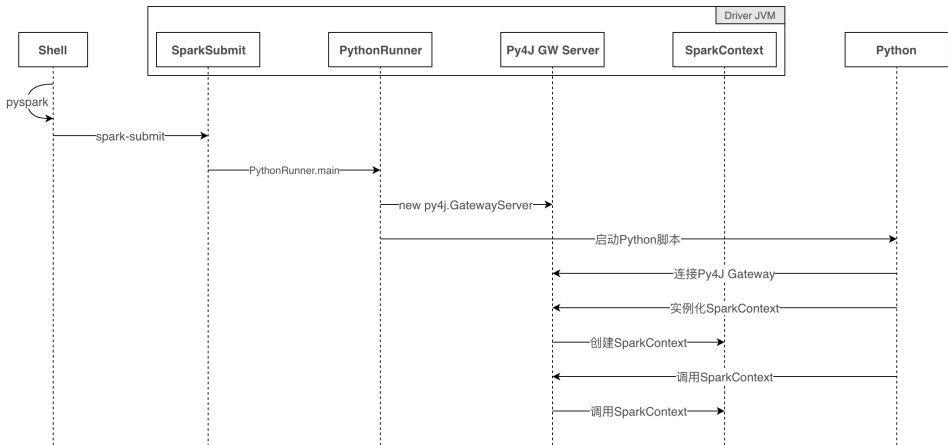 Driver JVM
Shell
SparkSubmit
PythonRunner
Py4J GW Server
SparkContext
Python
pyspark
spark-submit
PythonRunner.main
new py4j.GatewayServer
启动Python脚本
连接Py4J Gateway
实例化SparkContext
创建SparkContext
调用SparkContext
调用SparkContext